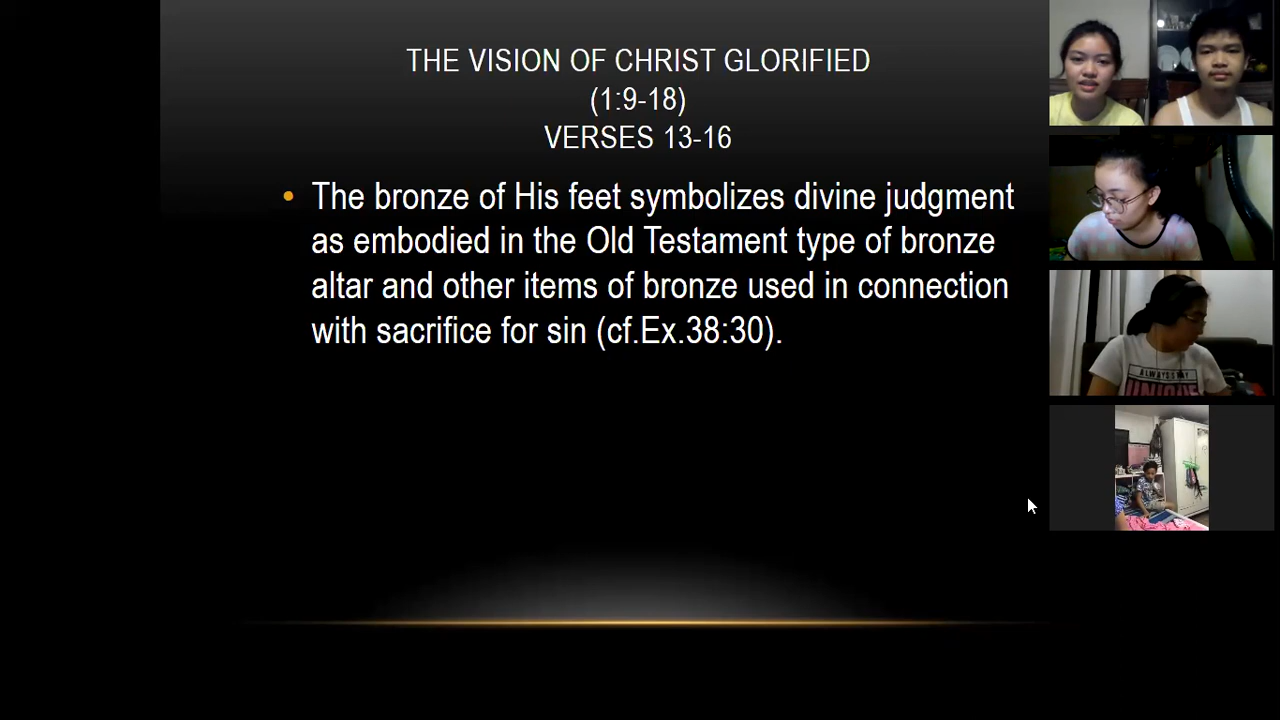 THE VISION OF CHRIST GLORIFIED
(1:9-18)
VERSES 13-16
• The bronze of His feet symbolizes divine judgment
as embodied in the Old Testament type of bronze
altar and other items of bronze used in connection
with sacrifice for sin (cf.Ex.38:30).
ALWAYS
UNIQUE